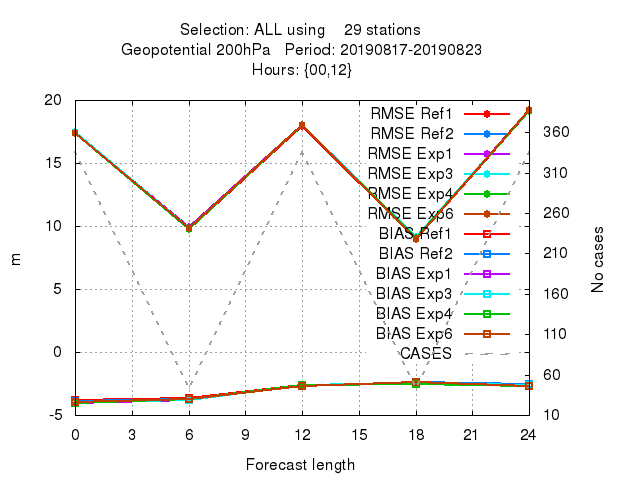 Selection: ALL using    29 stations
Geopotential 200hPa   Period: 20190817-20190823
Hours: {00,12}
20
15
10
5
0
-5
m
RMSE Ref1
RMSE Ref2
RMSE Exp1
RMSE Exp3
RMSE Exp4
RMSE Exp6
BIAS Ref1
BIAS Ref2
BIAS Exp1
BIAS Exp3
BIAS Exp4
BIAS Exp6
CASES
360
310
260
210
160
110
60
10
No cases
0 3 6 9 12 15 18 21 24
Forecast length